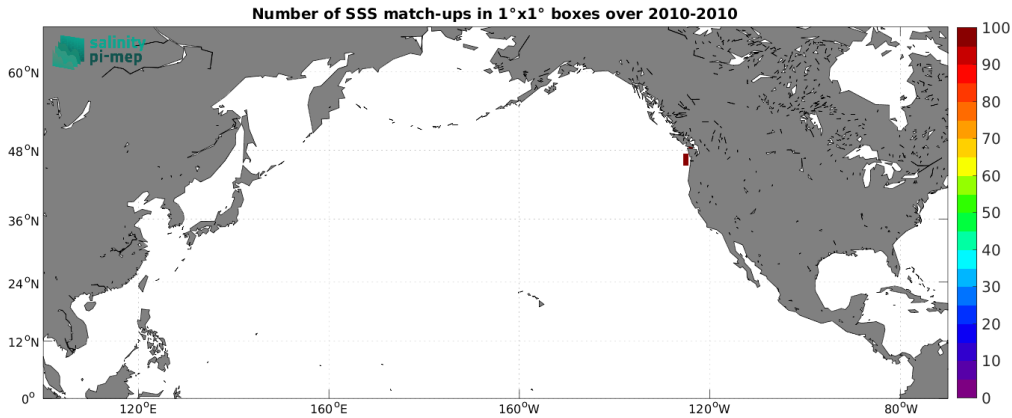 Number of SSS match-ups in 1°x1° boxes over 2010-2010
salinity
pi-mep
60°N
48°N
36°N
24°N
12°N
0°
120°E
160°E
160°W
120°W
80°W
100
90
80
70
60
50
40
30
20
10
0